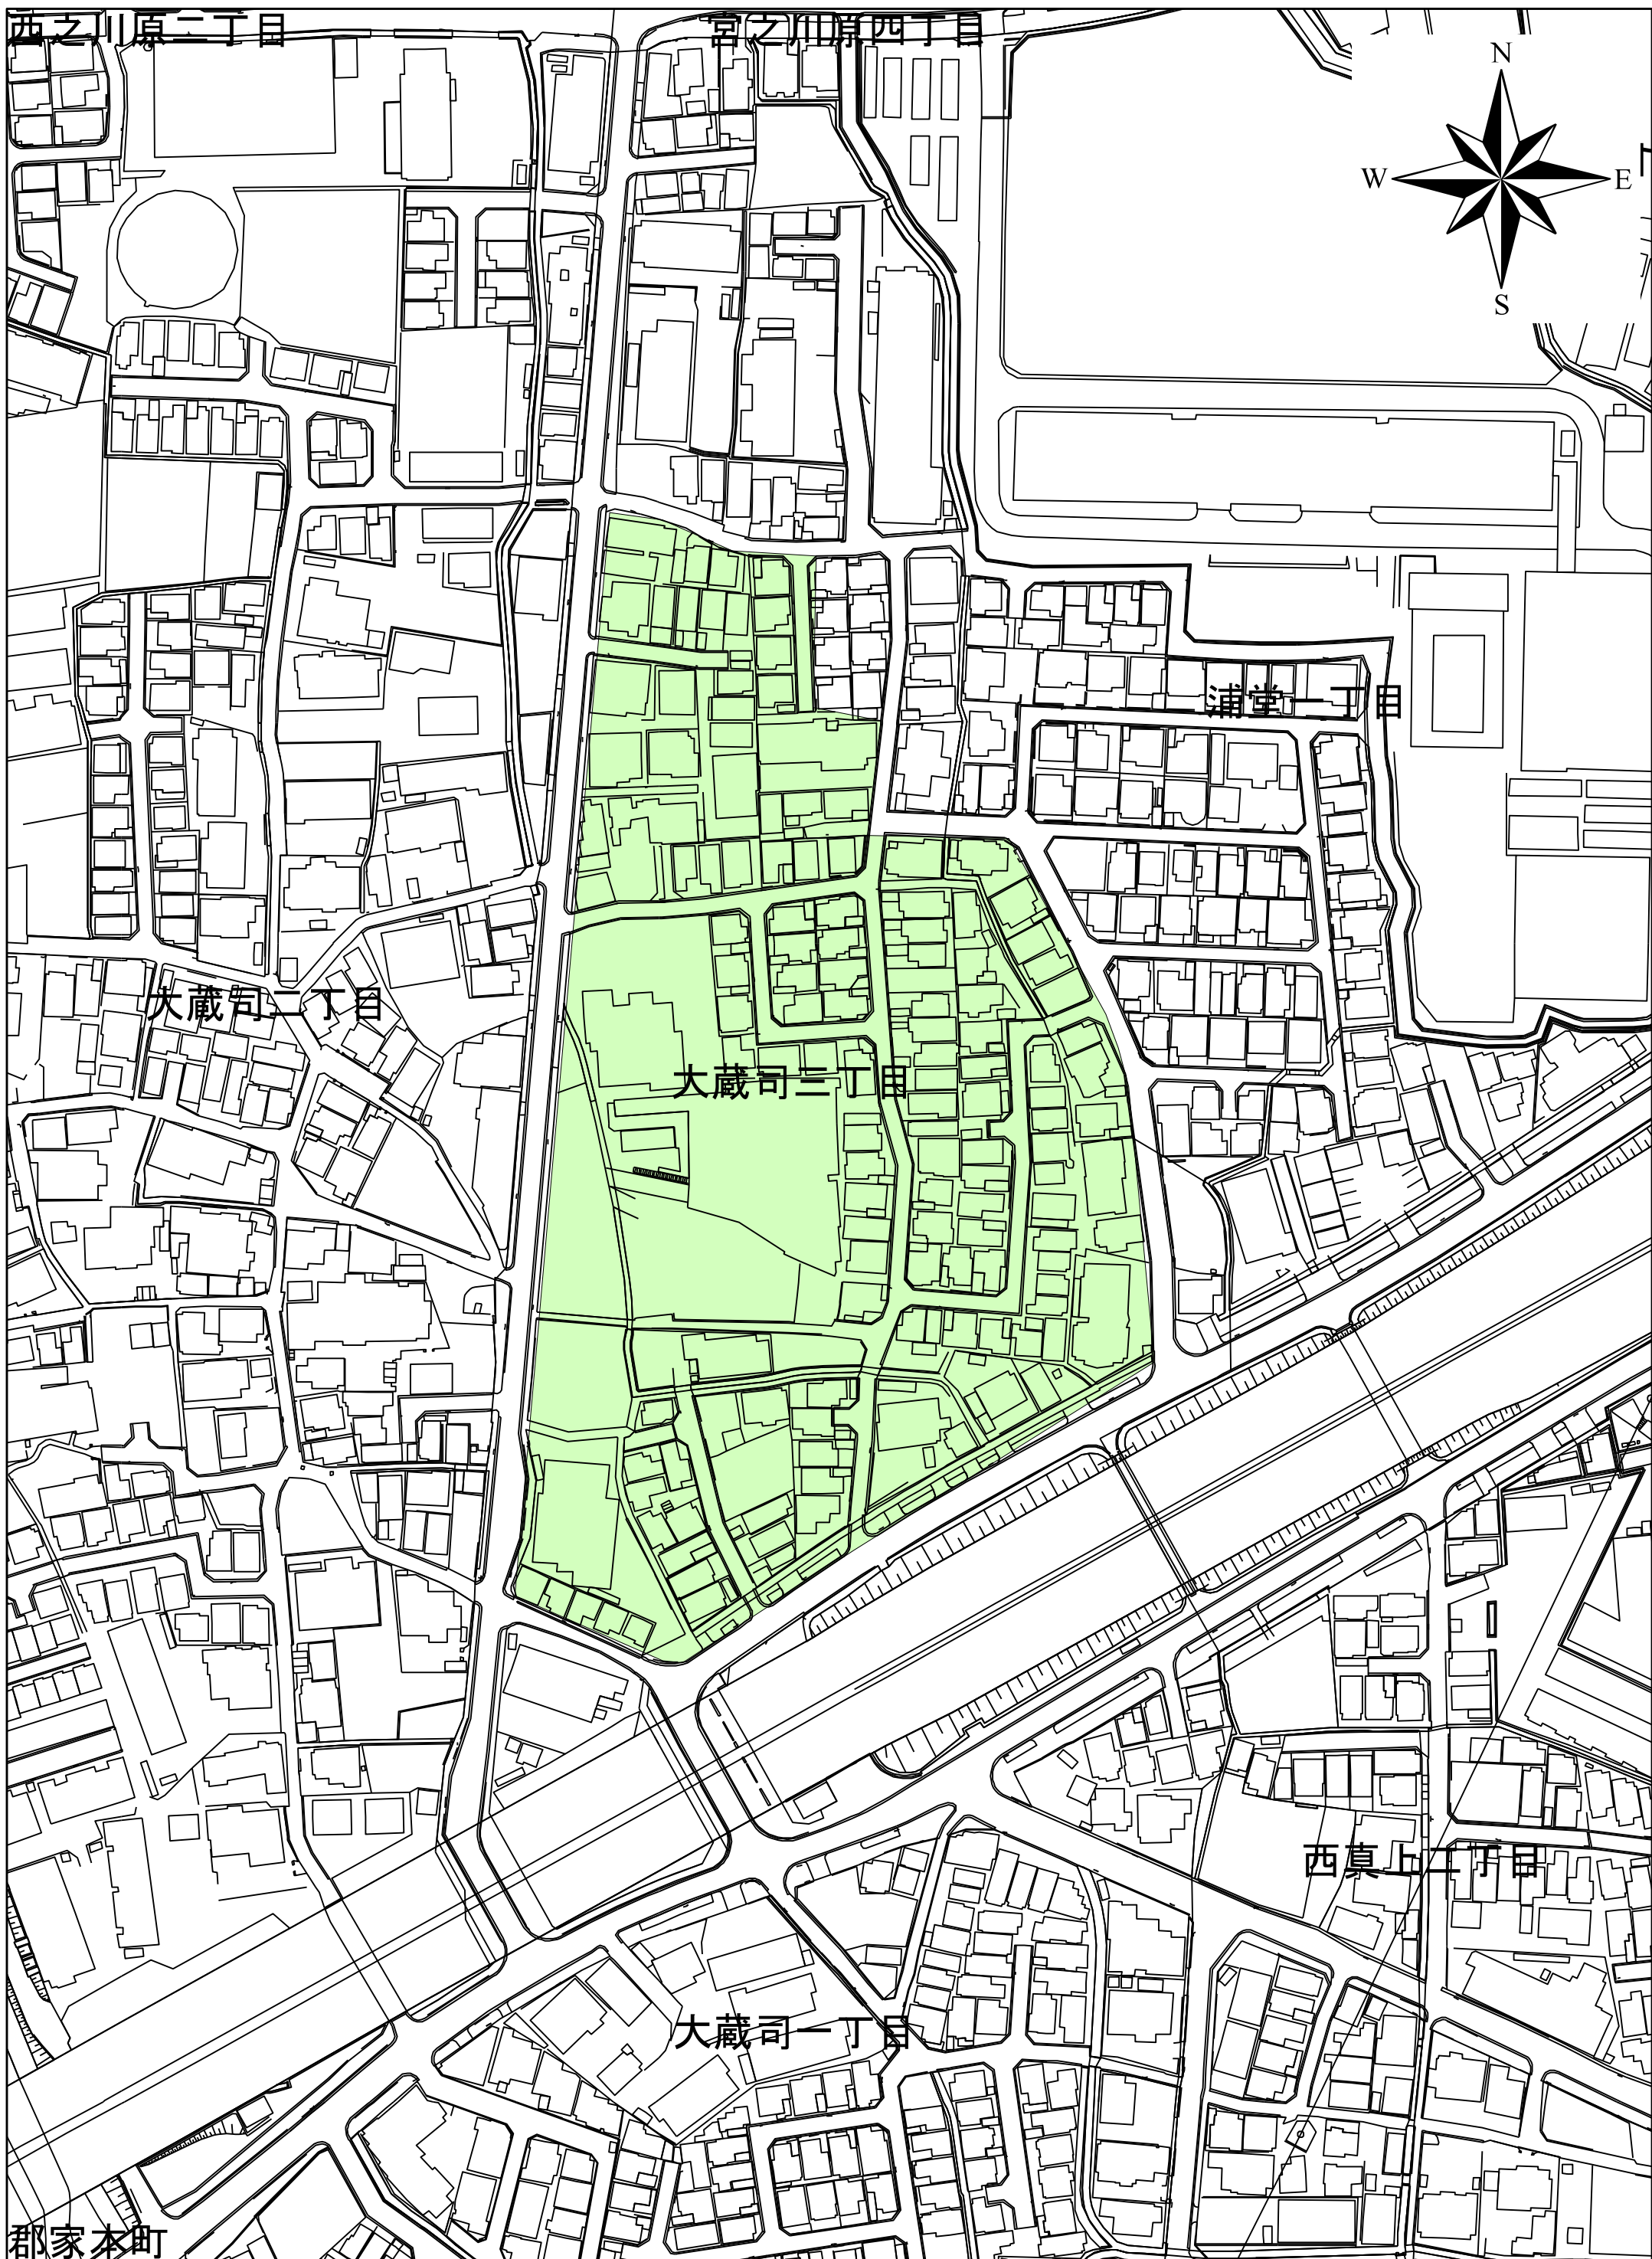 西之川原二丁目
宮之川原四丁目
N
W
E
S
浦堂一丁目
大蔵司二丁目
大蔵司三丁目
西真上二丁目
大蔵司一丁目
郡家本町